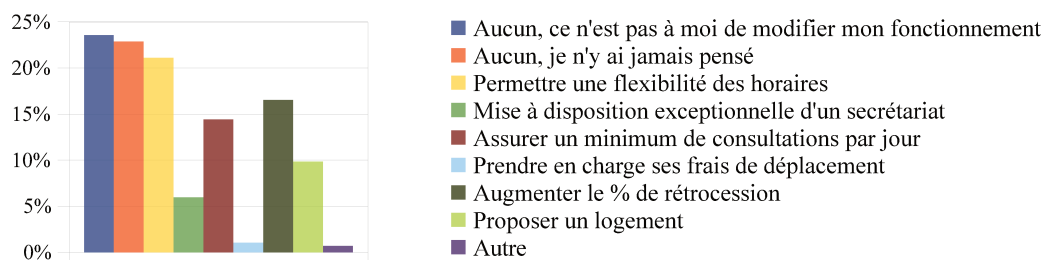 25%
20%
15%
10%
5%
0%
Aucun, ce n'est pas à moi de modifier mon fonctionnement
Aucun, je n'y ai jamais pensé
Permettre une flexibilité des horaires
Mise à disposition exceptionnelle d'un secrétariat
Assurer un minimum de consultations par jour
Prendre en charge ses frais de déplacement
Augmenter le % de rétrocession
Proposer un logement
Autre